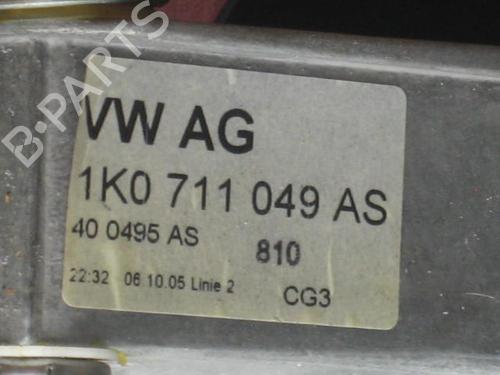 B-PARTS
VW AG
1K0 711 049 AS
40 0495 AS 810
22:32 06.10.05 Linie 2 CG3